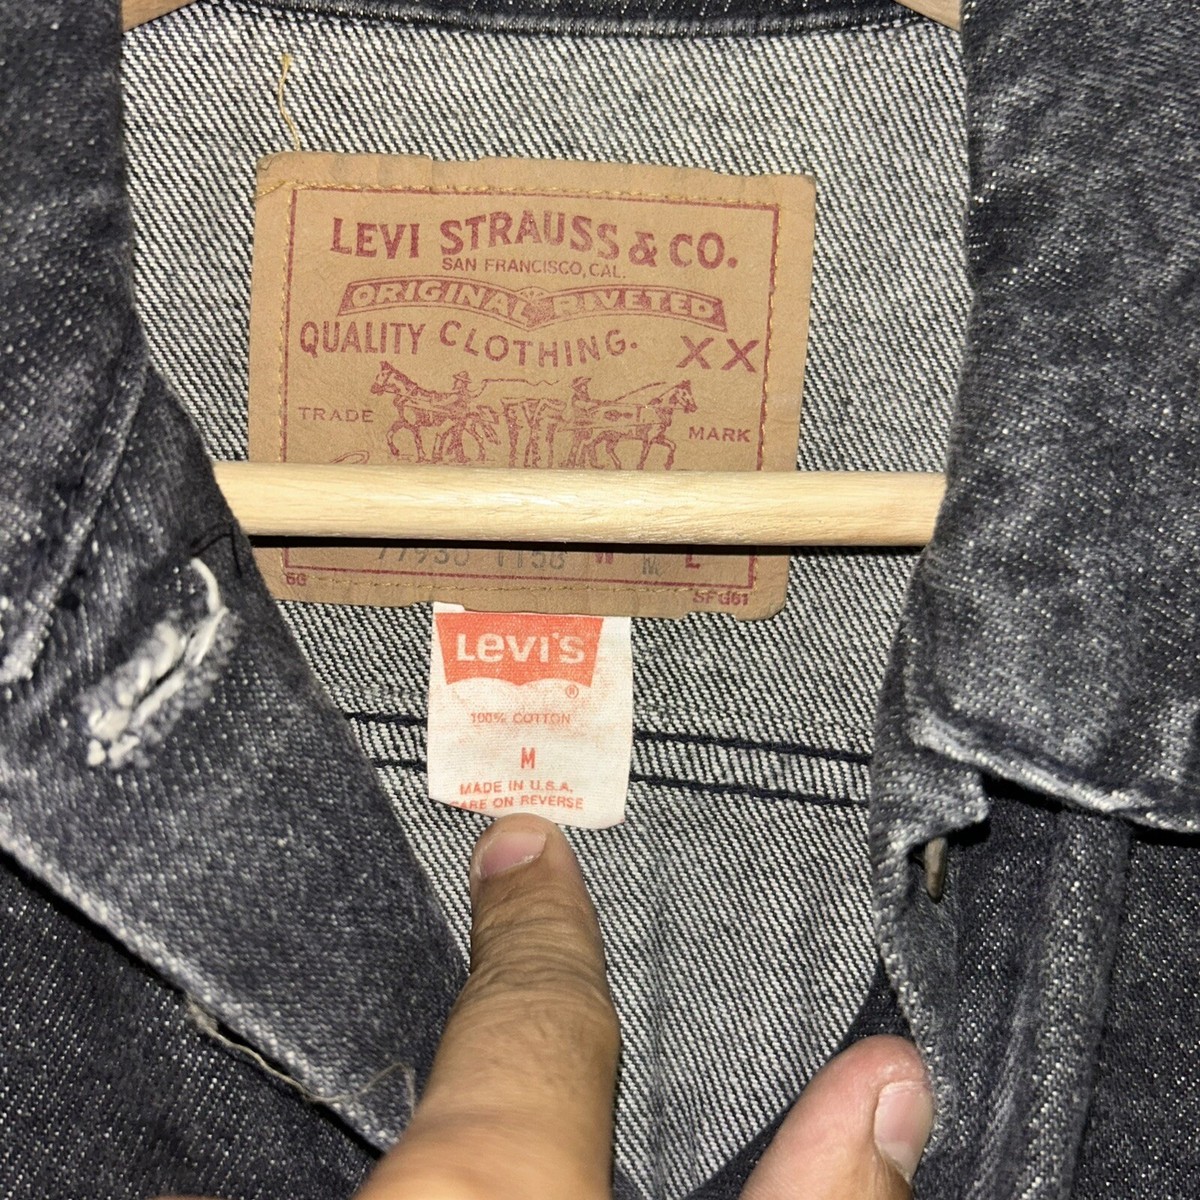 LEVI STRAUSS & CO.
SAN FRANCISCO, CAL.
ORIGINAL RIVETED
QUALITY CLOTHING. XX
TRADE MARK
W M L
6G
LEVI'S
®
100% COTTON
M
MADE IN U.S.A.
CARE ON REVERSE